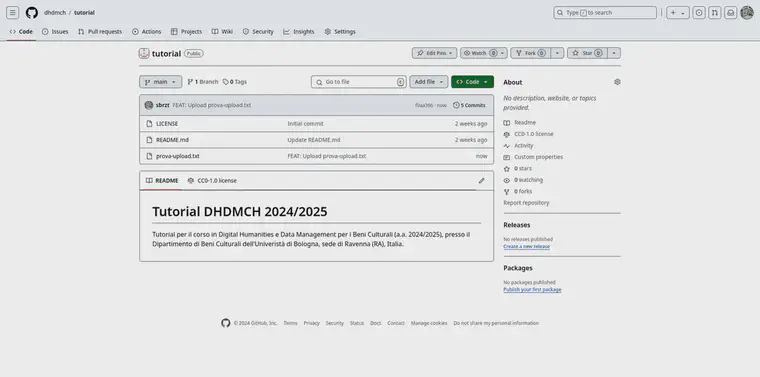 dhdmch / tutorial
Type / to search
Code Issues Pull requests Actions Projects Wiki Security Insights Settings
tutorial Public
Edit Pins Watch 0 Fork 0 Star 0
main 1 Branch 0 Tags Go to file t Add file Code
sbrzt FEAT: Upload prova-upload.txt now 5 Commits
LICENSE Initial commit 2 weeks ago
README.md Update README.md 2 weeks ago
prova-upload.txt FEAT: Upload prova-upload.txt now
README CC0-1.0 license
Tutorial DHDMCH 2024/2025
Tutorial per il corso in Digital Humanities e Data Management per i Beni Culturali (a.a. 2024/2025), presso il
Dipartimento di Beni Culturali dell'Univeristà di Bologna, sede di Ravenna (RA), Italia.
About
No description, website, or topics
provided.
Readme
CC0-1.0 license
Activity
Custom properties
0 stars
0 watching
0 forks
Report repository
Releases
No releases published
Create a new release
Packages
No packages published
Publish your first package
© 2024 GitHub, Inc. Terms Privacy Security Status Docs Contact Manage cookies Do not share my personal information